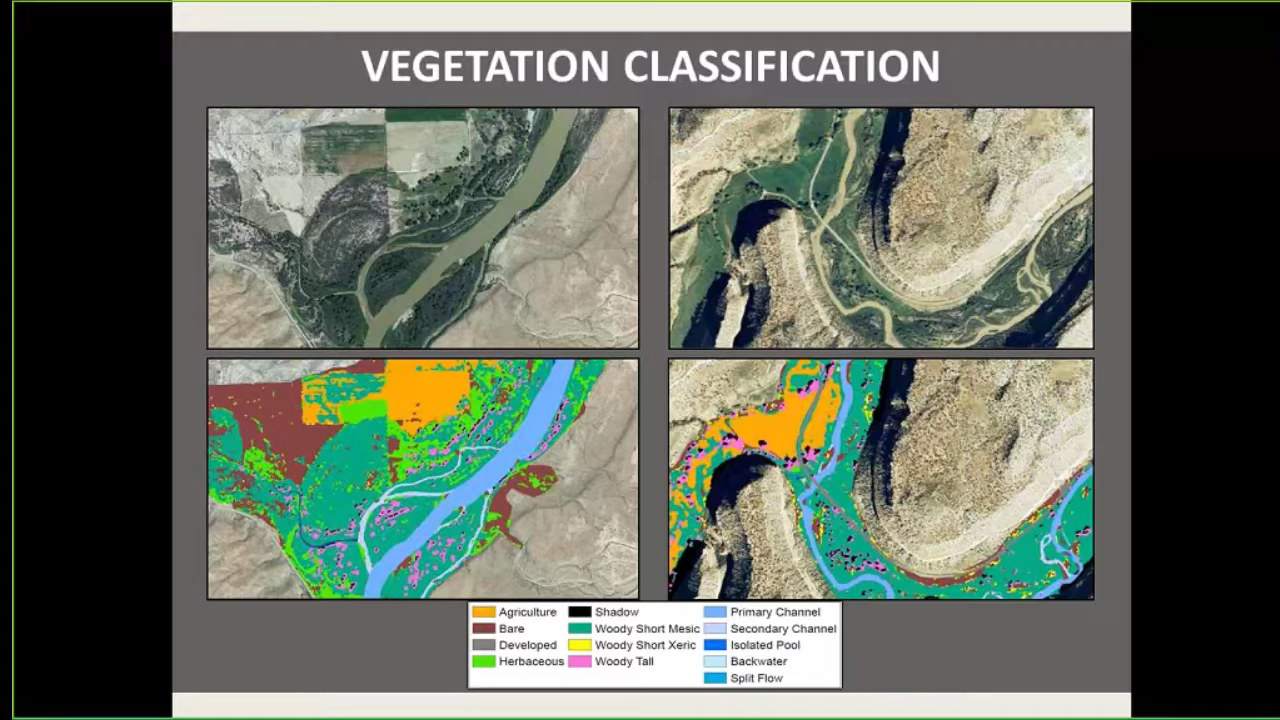 VEGETATION CLASSIFICATION
Agriculture
Bare
Developed
Herbaceous
Shadow
Woody Short Mesic
Woody Short Xeric
Woody Tall
Primary Channel
Secondary Channel
Isolated Pool
Backwater
Split Flow